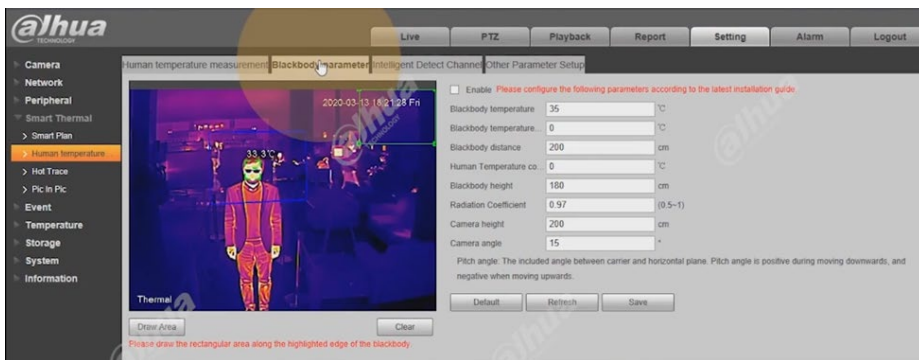 alhua
TECHNOLOGY
Live PTZ Playback Report Setting Alarm Logout
Camera
Network
Peripheral
Smart Thermal
Smart Plan
Human temperature...
Hot Trace
Pic In Pic
Event
Temperature
Storage
System
Information
Human temperature measurement Blackbody parameter Intelligent Detect Channel Other Parameter Setup
2020-03-13 16:21:28 Fri
33.3℃
Thermal
Draw Area Clear
Please draw the rectangular area along the highlighted edge of the blackbody.
Enable Please configure the following parameters according to the latest installation guide.
Blackbody temperature 35 ℃
Blackbody temperature... 0 ℃
Blackbody distance 200 cm
Human Temperature co... 0 ℃
Blackbody height 180 cm
Radiation Coefficient 0.97 (0.5~1)
Camera height 200 cm
Camera angle 15 °
Pitch angle: The included angle between carrier and horizontal plane. Pitch angle is positive during moving downwards, and
negative when moving upwards.
Default Refresh Save